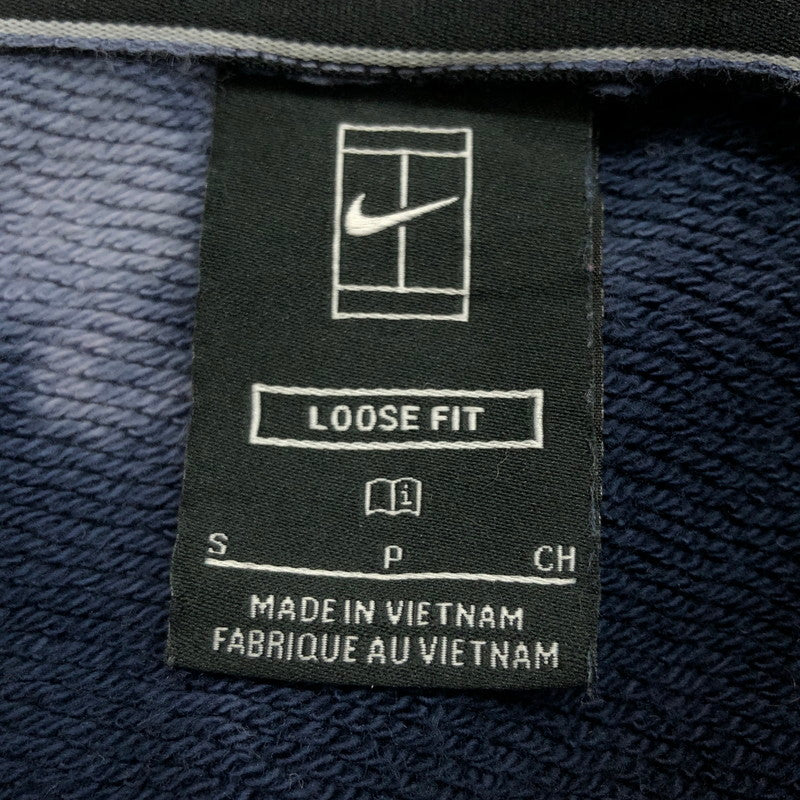 LOOSE FIT
i
S P CH
MADE IN VIETNAM
FABRIQUE AU VIETNAM